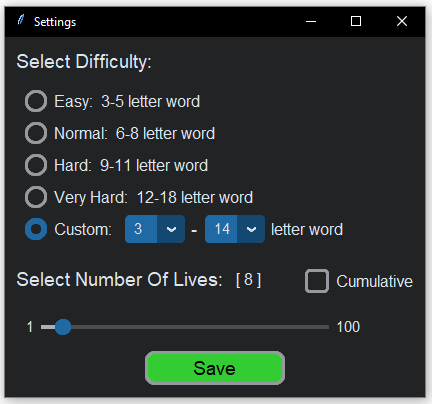 Settings
Select Difficulty:
Easy: 3-5 letter word
Normal: 6-8 letter word
Hard: 9-11 letter word
Very Hard: 12-18 letter word
Custom: 3 - 14 letter word
Select Number Of Lives: [ 8 ] Cumulative
1 100
Save